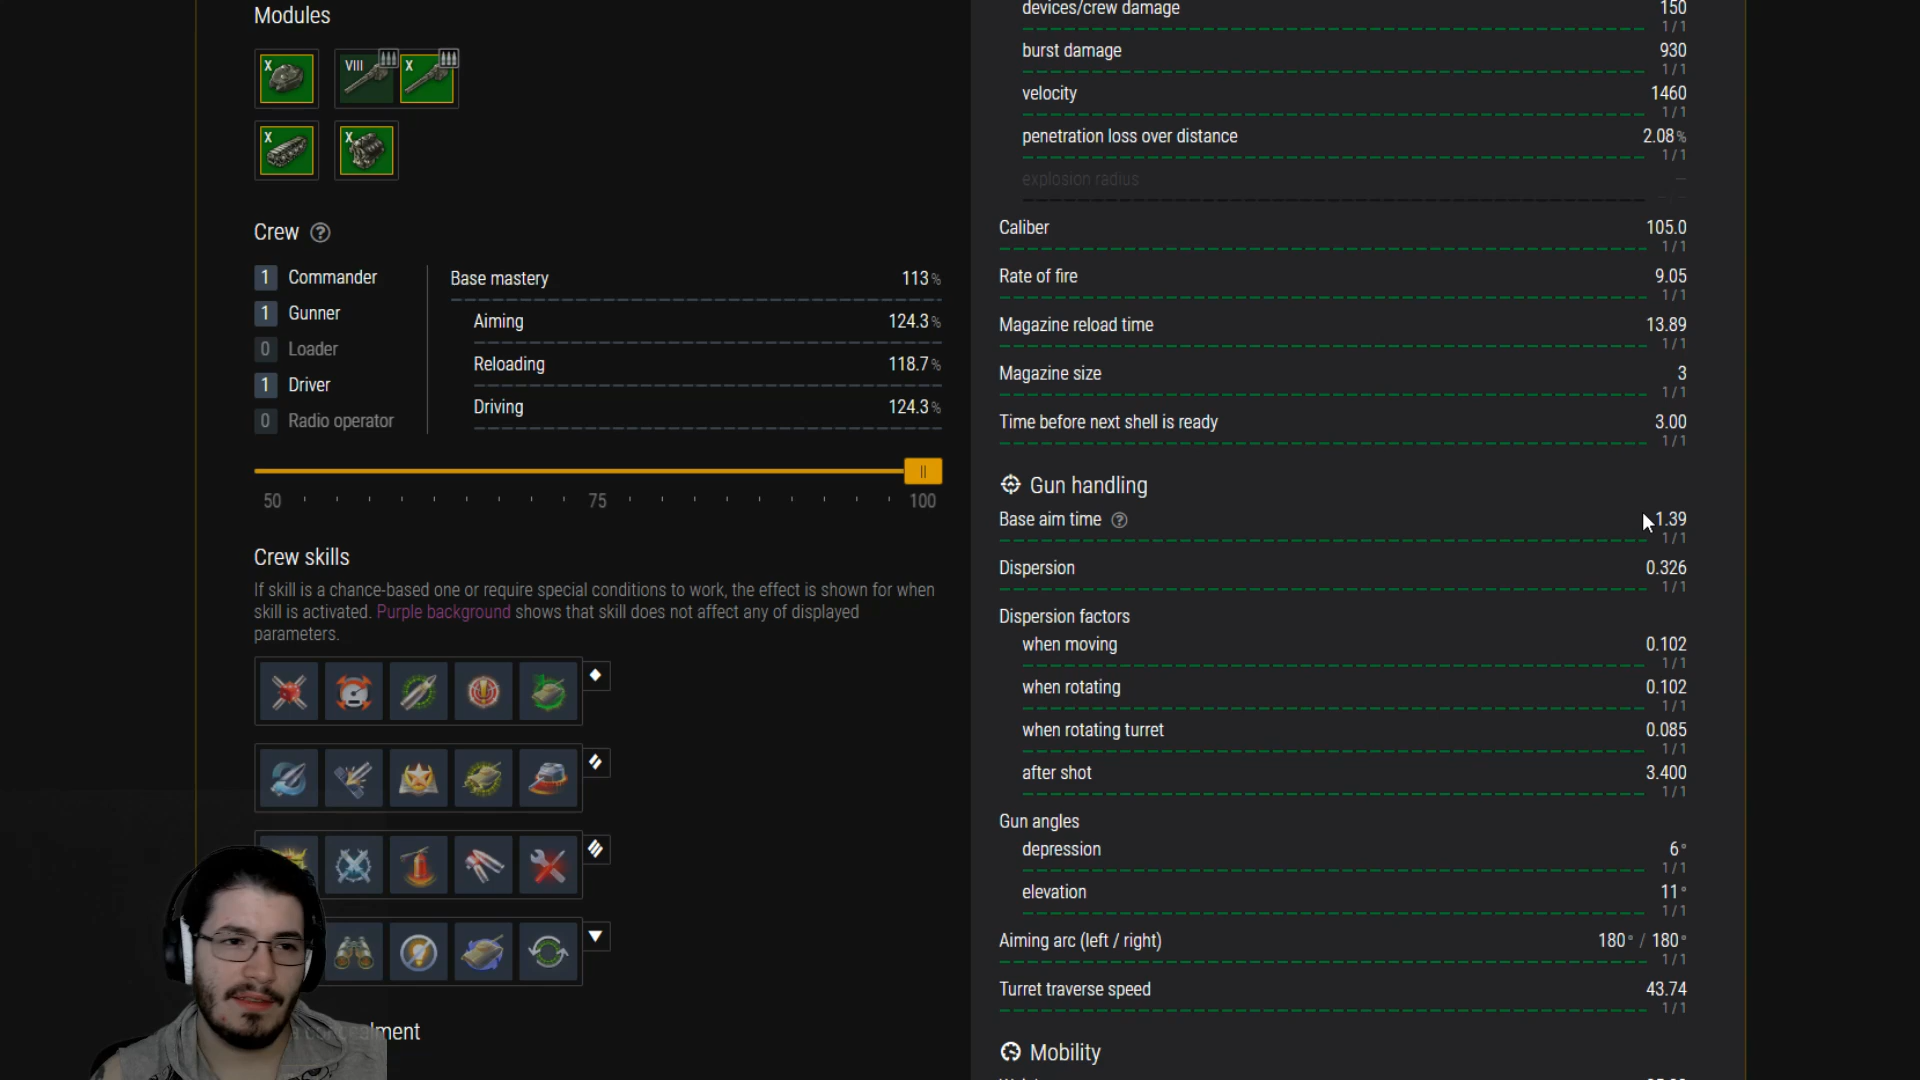 Modules
X
VIII
X
X
X
Crew ?
1 Commander
1 Gunner
0 Loader
1 Driver
0 Radio operator
Base mastery 113 %
Aiming 124.3 %
Reloading 118.7 %
Driving 124.3 %
50 75 100
Crew skills
If skill is a chance-based one or require special conditions to work, the effect is shown for when
skill is activated. Purple background shows that skill does not affect any of displayed
parameters.
devices/crew damage 150
1 / 1
burst damage 930
1 / 1
velocity 1460
1 / 1
penetration loss over distance 2.08 %
1 / 1
explosion radius –
Caliber 105.0
1 / 1
Rate of fire 9.05
1 / 1
Magazine reload time 13.89
1 / 1
Magazine size 3
1 / 1
Time before next shell is ready 3.00
1 / 1
Gun handling
Base aim time ? 1.39
1 / 1
Dispersion 0.326
1 / 1
Dispersion factors
when moving 0.102
1 / 1
when rotating 0.102
1 / 1
when rotating turret 0.085
1 / 1
after shot 3.400
1 / 1
Gun angles
depression 6°
1 / 1
elevation 11°
1 / 1
Aiming arc (left / right) 180° / 180°
1 / 1
Turret traverse speed 43.74
1 / 1
Mobility